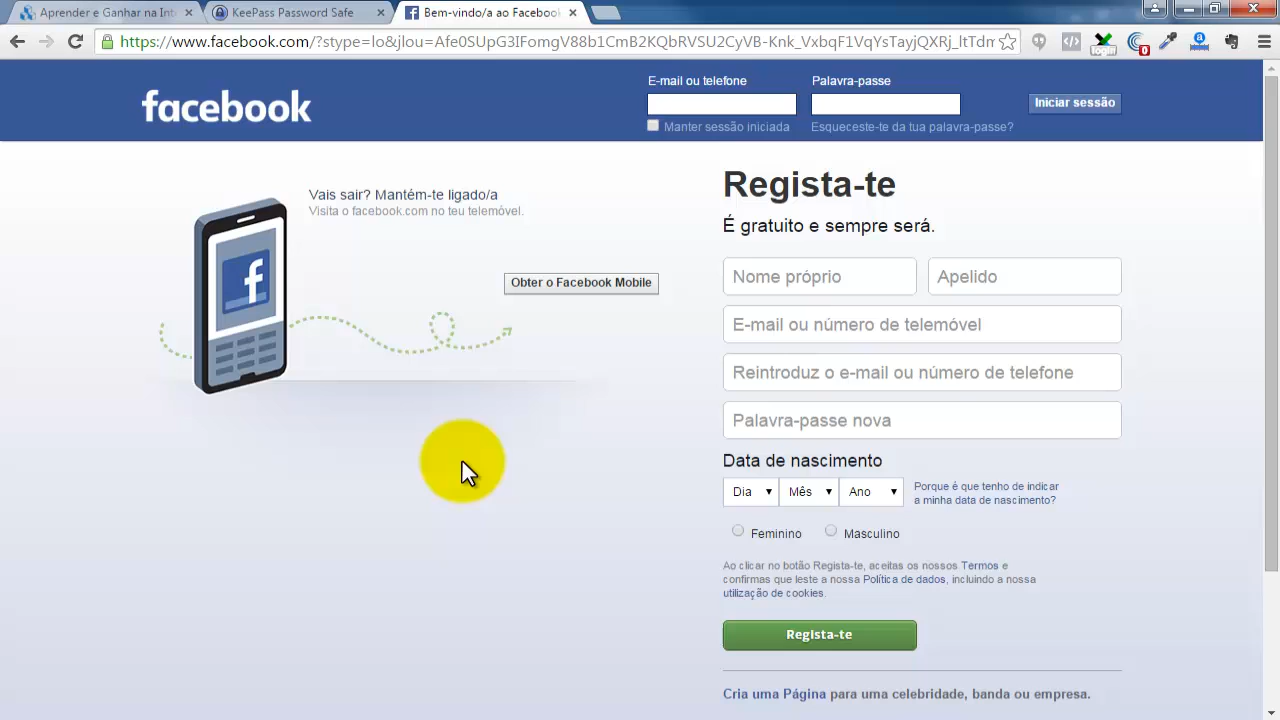 Aprender e Ganhar na Inte
KeePass Password Safe
Bem-vindo/a ao Facebook
https://www.facebook.com/?stype=lo&jlou=Afe0SUpG3IFomgV88b1CmB2KQbRVSU2CyVB-Knk_VxbqF1VqYsTayjQXRj_ltTdm
login
0
a
facebook
E-mail ou telefone
Palavra-passe
Iniciar sessão
Manter sessão iniciada
Esqueceste-te da tua palavra-passe?
Vais sair? Mantém-te ligado/a
Visita o facebook.com no teu telemóvel.
f
Obter o Facebook Mobile
Regista-te
É gratuito e sempre será.
Nome próprio
Apelido
E-mail ou número de telemóvel
Reintroduz o e-mail ou número de telefone
Palavra-passe nova
Data de nascimento
Dia
Mês
Ano
Porque é que tenho de indicar
a minha data de nascimento?
Feminino
Masculino
Ao clicar no botão Regista-te, aceitas os nossos Termos e
confirmas que leste a nossa Política de dados, incluindo a nossa
utilização de cookies.
Regista-te
Cria uma Página para uma celebridade, banda ou empresa.